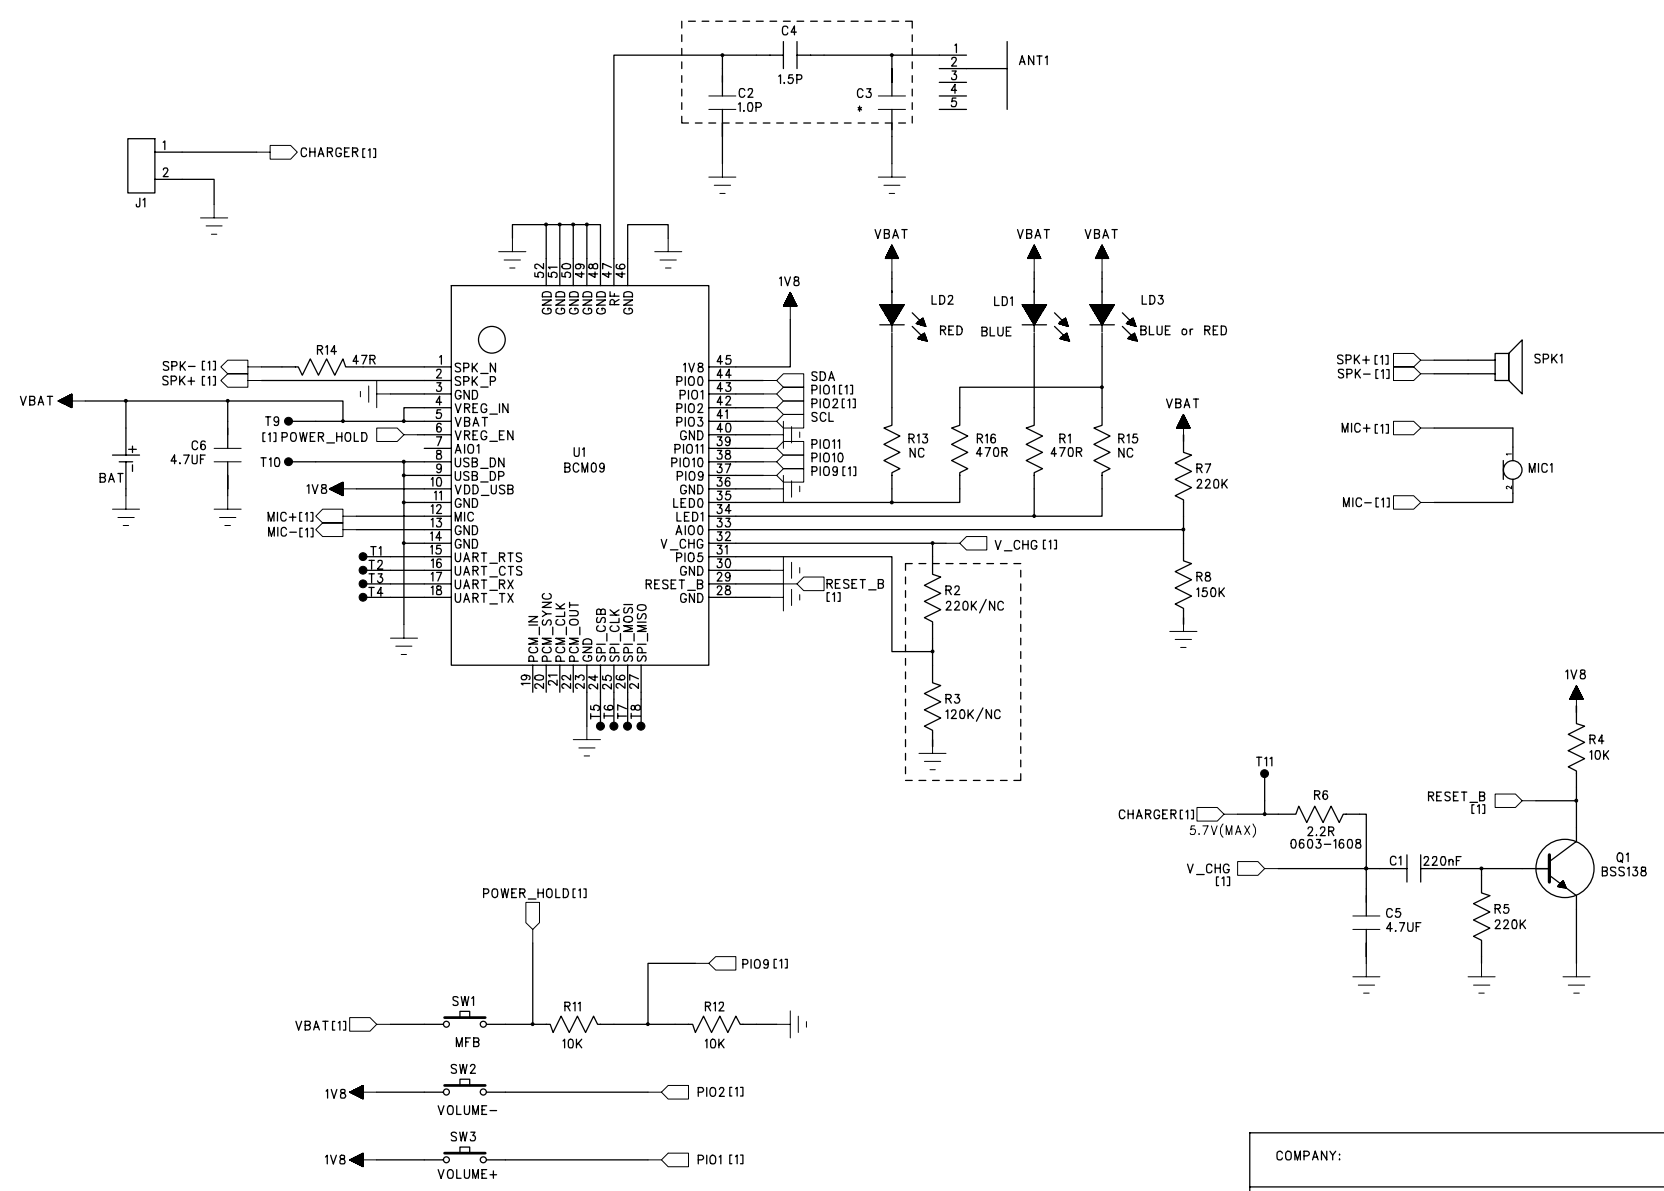 C4
1.5P
C2
1.0P
C3
*
1
2
3
4
5
ANT1
1
2
J1
CHARGER[1]
VBAT
VBAT
VBAT
LD2
RED
LD1
BLUE
LD3
BLUE or RED
1V8
52 51 50 49 48 47 46
GND GND GND GND GND RF GND
R14
47R
SPK-[1]
SPK+[1]
VBAT
T9
[1]POWER_HOLD
C6
4.7UF
BAT
+
-
T10
1V8
MIC+[1]
MIC-[1]
T1
T2
T3
T4
1 SPK_N
2 SPK_P
3 GND
4 VREG_IN
5 VBAT
6 VREG_EN
7 AIO1
8 USB_DN
9 USB_DP
10 VDD_USB
11 GND
12 MIC
13 GND
14 GND
15 UART_RTS
16 UART_CTS
17 UART_RX
18 UART_TX
U1
BCM09
1V8 45
PIO0 44
PIO1 43
PIO2 42
PIO3 41
GND 40
PIO11 39
PIO10 38
PIO9 37
GND 36
LED0 35
LED1 34
AIO0 33
V_CHG 32
PIO5 31
GND 30
RESET_B 29
GND 28
SDA
PIO1[1]
PIO2[1]
SCL
PIO11
PIO10
PIO9[1]
RESET_B
[1]
PCM_IN PCM_SYNC PCM_CLK PCM_OUT GND SPI_CSB SPI_CLK SPI_MOSI SPI_MISO
19 20 21 22 23 24 25 26 27
T5 T6 T7 T8
R13
NC
R16
470R
R1
470R
R15
NC
VBAT
R7
220K
R8
150K
V_CHG[1]
R2
220K/NC
R3
120K/NC
SPK+[1]
SPK-[1]
SPK1
MIC+[1]
MIC-[1]
1
2
MIC1
1V8
R4
10K
RESET_B
[1]
T11
CHARGER[1]
5.7V(MAX)
R6
2.2R
0603-1608
V_CHG
[1]
C1
220nF
Q1
BSS138
C5
4.7UF
R5
220K
POWER_HOLD[1]
PIO9[1]
VBAT[1]
SW1
MFB
R11
10K
R12
10K
1V8
SW2
VOLUME-
PIO2[1]
1V8
SW3
VOLUME+
PIO1[1]
COMPANY: